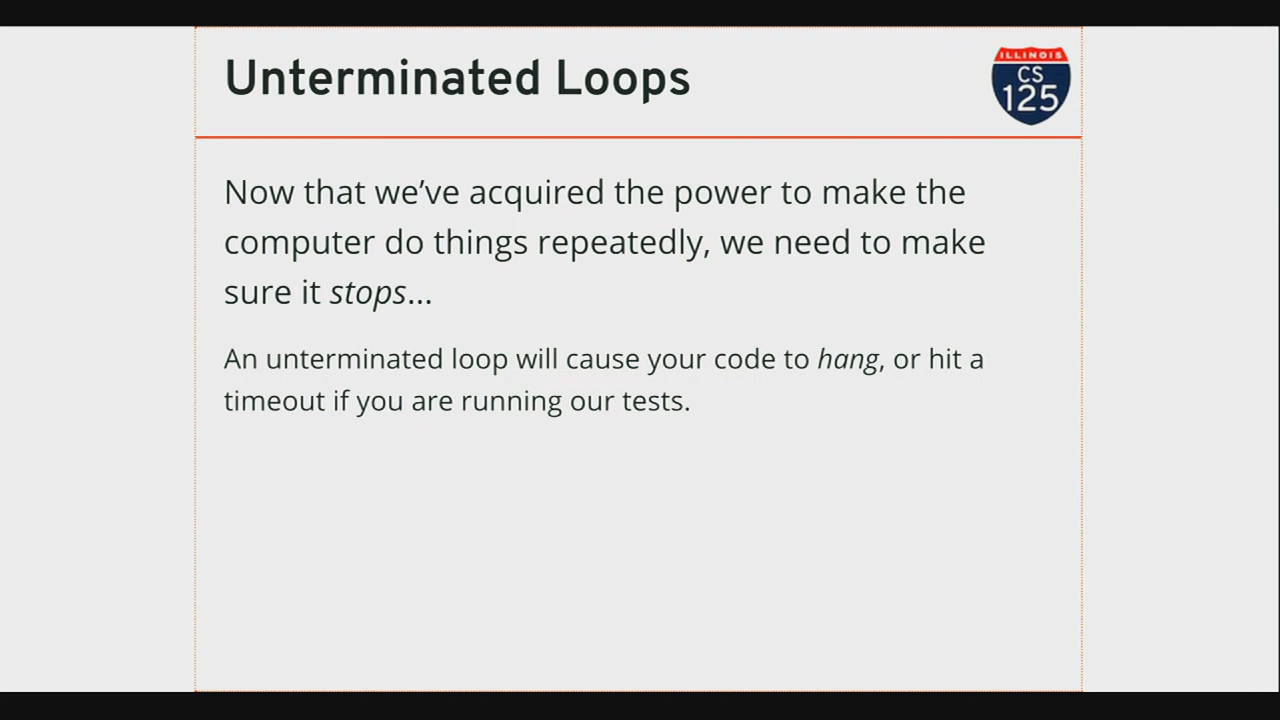 Unterminated Loops
ILLINOIS
CS
125
Now that we’ve acquired the power to make the
computer do things repeatedly, we need to make
sure it stops…
An unterminated loop will cause your code to hang, or hit a
timeout if you are running our tests.